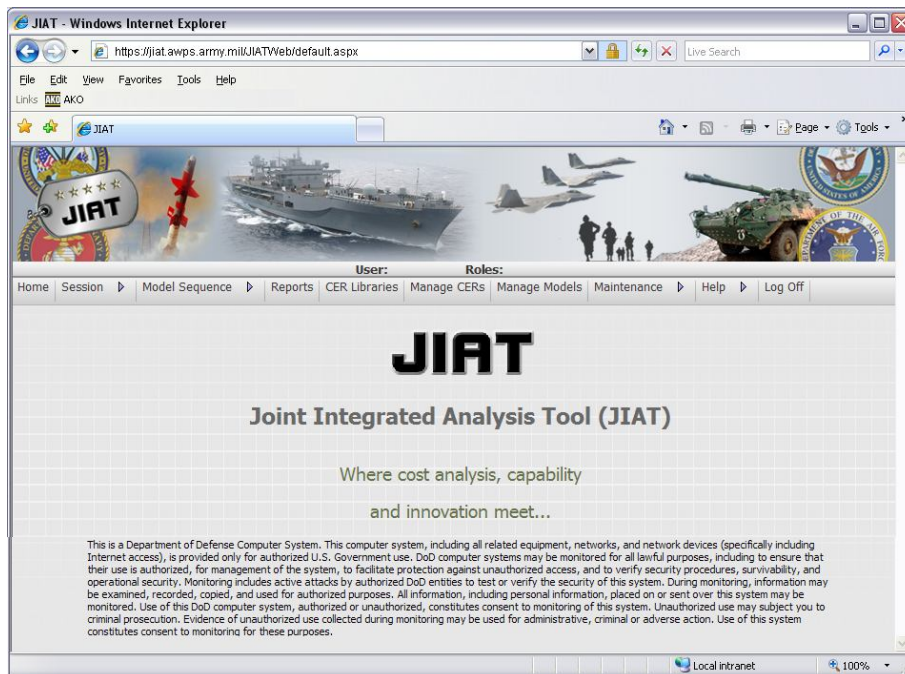 JIAT - Windows Internet Explorer
https://jiat.awps.army.mil/JIATWeb/default.aspx
Live Search
File Edit View Favorites Tools Help
Links AKO AKO
JIAT
Page Tools
JIAT
UNITED STATES OF AMERICA
DEPARTMENT OF THE AIR FORCE
User: Roles:
Home Session Model Sequence Reports CER Libraries Manage CERs Manage Models Maintenance Help Log Off
JIAT
Joint Integrated Analysis Tool (JIAT)
Where cost analysis, capability
and innovation meet...
This is a Department of Defense Computer System. This computer system, including all related equipment, networks, and network devices (specifically including
Internet access), is provided only for authorized U.S. Government use. DoD computer systems may be monitored for all lawful purposes, including to ensure that
their use is authorized, for management of the system, to facilitate protection against unauthorized access, and to verify security procedures, survivability, and
operational security. Monitoring includes active attacks by authorized DoD entities to test or verify the security of this system. During monitoring, information may
be examined, recorded, copied, and used for authorized purposes. All information, including personal information, placed on or sent over this system may be
monitored. Use of this DoD computer system, authorized or unauthorized, constitutes consent to monitoring of this system. Unauthorized use may subject you to
criminal prosecution. Evidence of unauthorized use collected during monitoring may be used for administrative, criminal or adverse action. Use of this system
constitutes consent to monitoring for these purposes.
Local intranet 100%